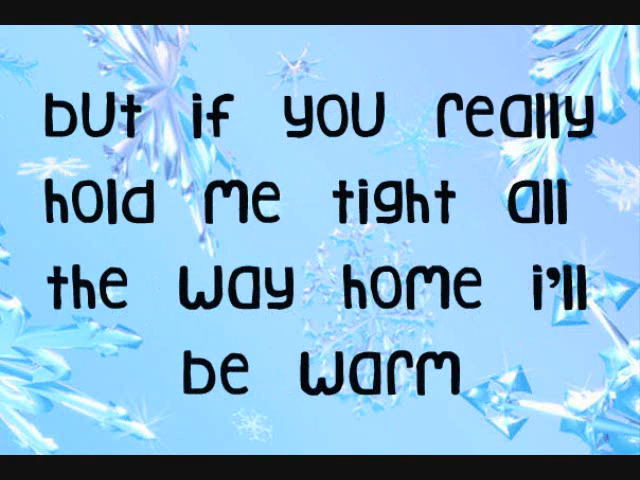 but if you really
hold me tight all
the way home i'll
be warm